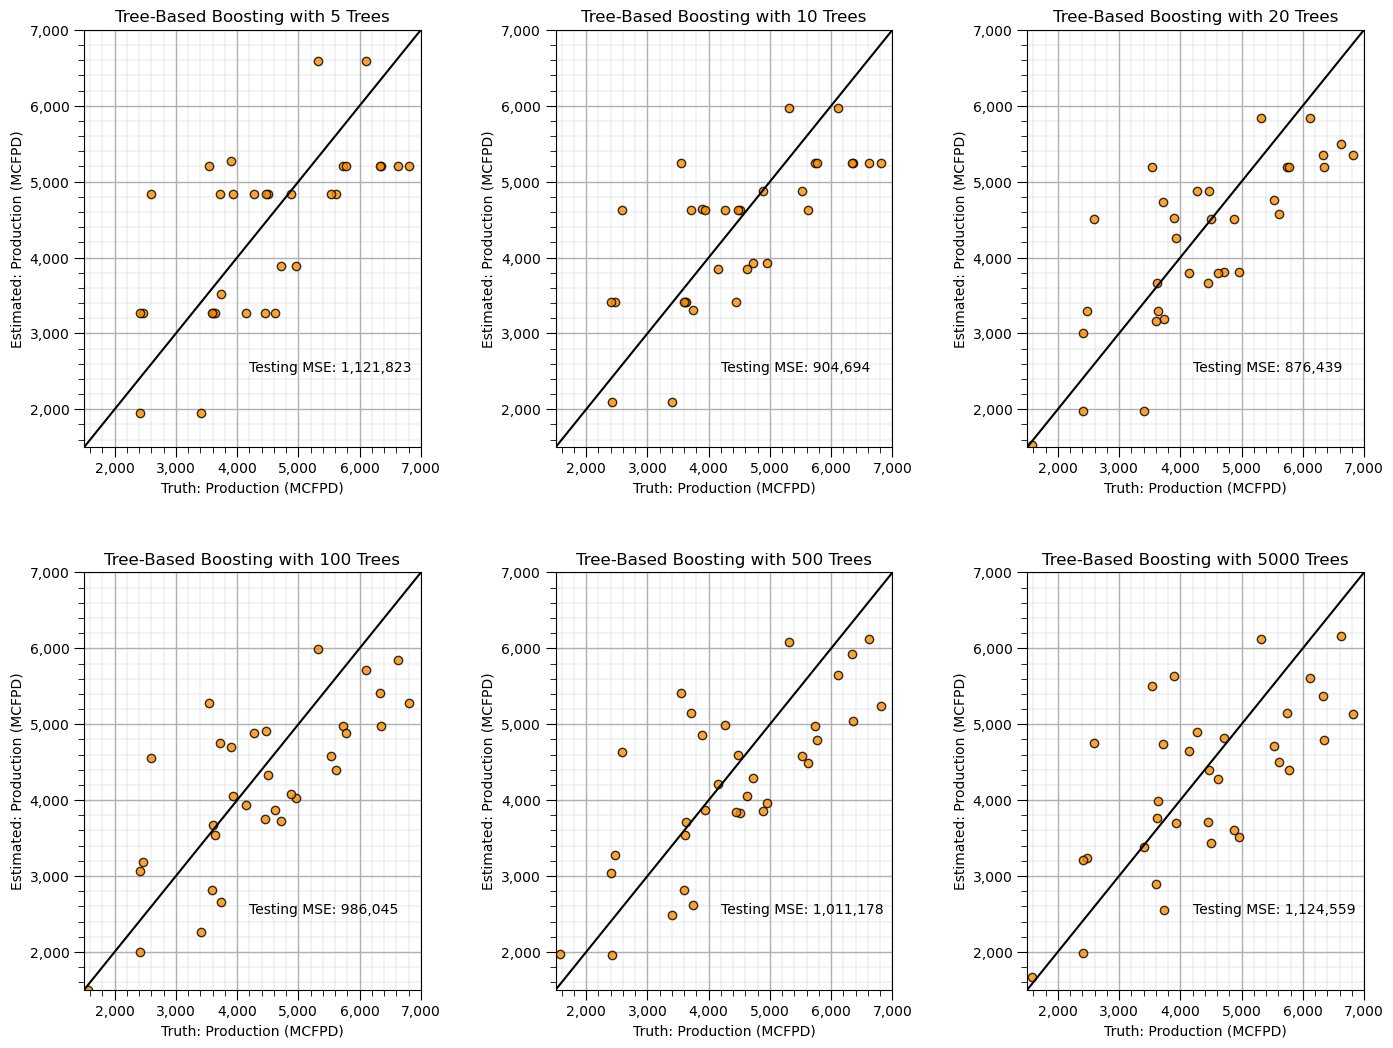 Tree-Based Boosting with 5 Trees
7,000
6,000
5,000
4,000
3,000
2,000
Estimated: Production (MCFPD)
Testing MSE: 1,121,823
2,000 3,000 4,000 5,000 6,000 7,000
Truth: Production (MCFPD)
Tree-Based Boosting with 10 Trees
7,000
6,000
5,000
4,000
3,000
2,000
Estimated: Production (MCFPD)
Testing MSE: 904,694
2,000 3,000 4,000 5,000 6,000 7,000
Truth: Production (MCFPD)
Tree-Based Boosting with 20 Trees
7,000
6,000
5,000
4,000
3,000
2,000
Estimated: Production (MCFPD)
Testing MSE: 876,439
2,000 3,000 4,000 5,000 6,000 7,000
Truth: Production (MCFPD)
Tree-Based Boosting with 100 Trees
7,000
6,000
5,000
4,000
3,000
2,000
Estimated: Production (MCFPD)
Testing MSE: 986,045
2,000 3,000 4,000 5,000 6,000 7,000
Truth: Production (MCFPD)
Tree-Based Boosting with 500 Trees
7,000
6,000
5,000
4,000
3,000
2,000
Estimated: Production (MCFPD)
Testing MSE: 1,011,178
2,000 3,000 4,000 5,000 6,000 7,000
Truth: Production (MCFPD)
Tree-Based Boosting with 5000 Trees
7,000
6,000
5,000
4,000
3,000
2,000
Estimated: Production (MCFPD)
Testing MSE: 1,124,559
2,000 3,000 4,000 5,000 6,000 7,000
Truth: Production (MCFPD)